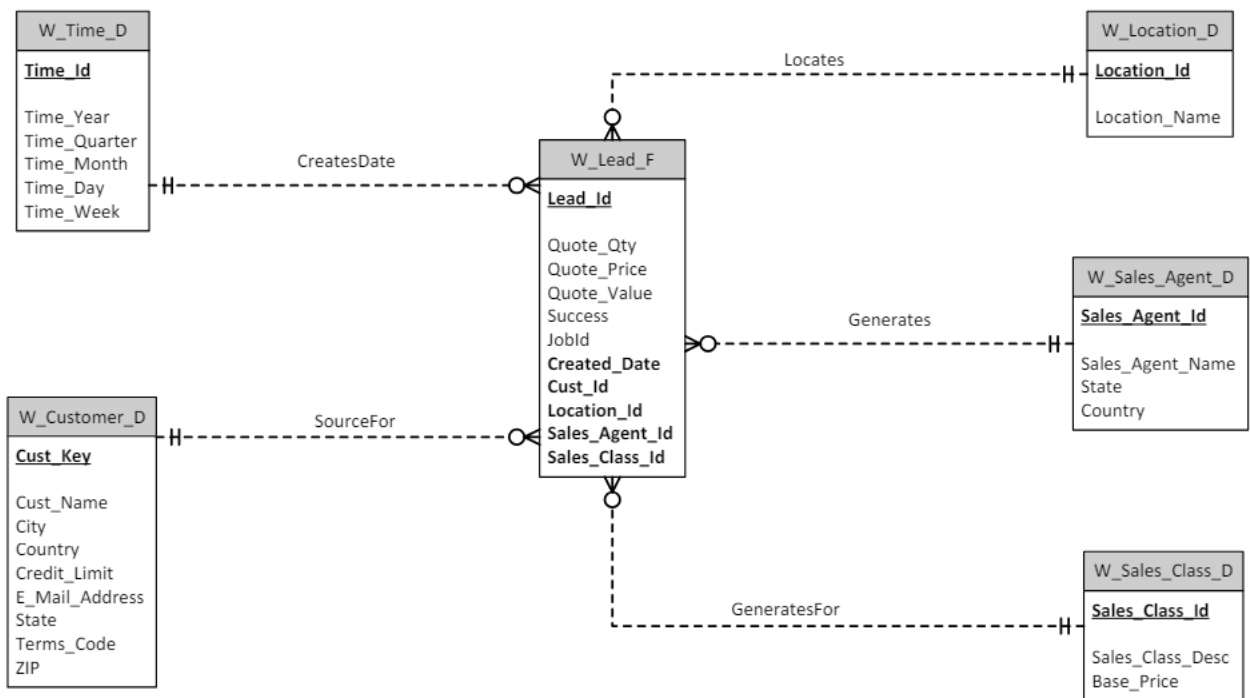 W_Time_D
Time_Id
Time_Year
Time_Quarter
Time_Month
Time_Day
Time_Week
CreatesDate
Locates
W_Location_D
Location_Id
Location_Name
W_Lead_F
Lead_Id
Quote_Qty
Quote_Price
Quote_Value
Success
JobId
Created_Date
Cust_Id
Location_Id
Sales_Agent_Id
Sales_Class_Id
Generates
W_Sales_Agent_D
Sales_Agent_Id
Sales_Agent_Name
State
Country
W_Customer_D
Cust_Key
Cust_Name
City
Country
Credit_Limit
E_Mail_Address
State
Terms_Code
ZIP
SourceFor
GeneratesFor
W_Sales_Class_D
Sales_Class_Id
Sales_Class_Desc
Base_Price